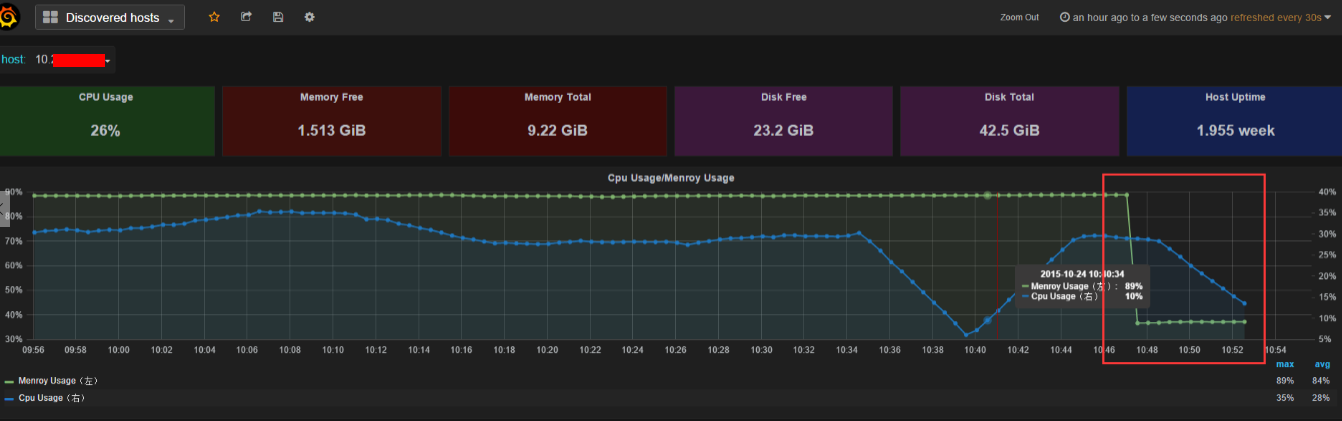 Discovered hosts
Zoom Out
an hour ago to a few seconds ago refreshed every 30s
host: 10.
CPU Usage
26%
Memory Free
1.513 GiB
Memory Total
9.22 GiB
Disk Free
23.2 GiB
Disk Total
42.5 GiB
Host Uptime
1.955 week
Cpu Usage/Menroy Usage
90%
80%
70%
60%
50%
40%
30%
40%
35%
30%
25%
20%
15%
10%
5%
2015-10-24 10:40:34
Menroy Usage（左）: 89%
Cpu Usage（右） 10%
09:56 09:58 10:00 10:02 10:04 10:06 10:08 10:10 10:12 10:14 10:16 10:18 10:20 10:22 10:24 10:26 10:28 10:30 10:32 10:34 10:36 10:38 10:40 10:42 10:44 10:46 10:48 10:50 10:52 10:54
max avg
Menroy Usage（左） 89% 84%
Cpu Usage（右） 35% 28%